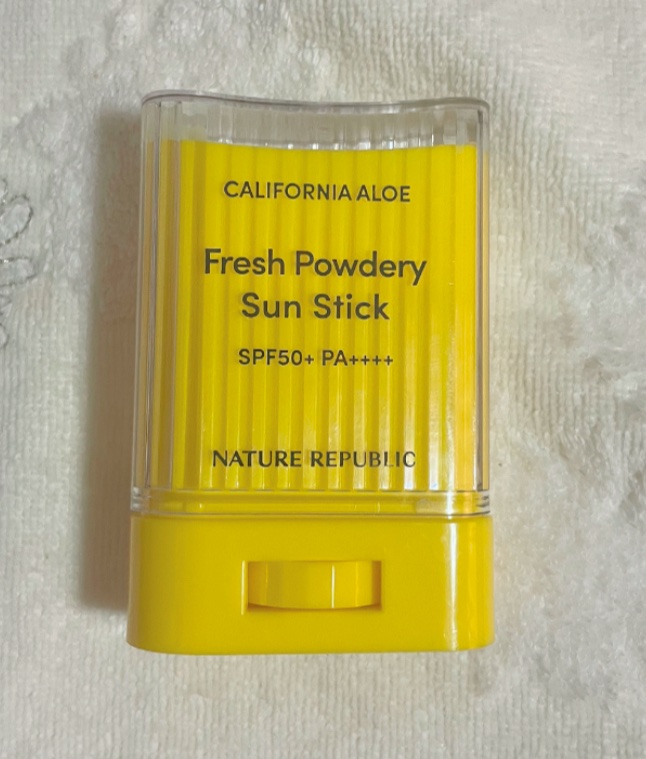 CALIFORNIA ALOE
Fresh Powdery
Sun Stick
SPF50+ PA++++
NATURE REPUBLIC